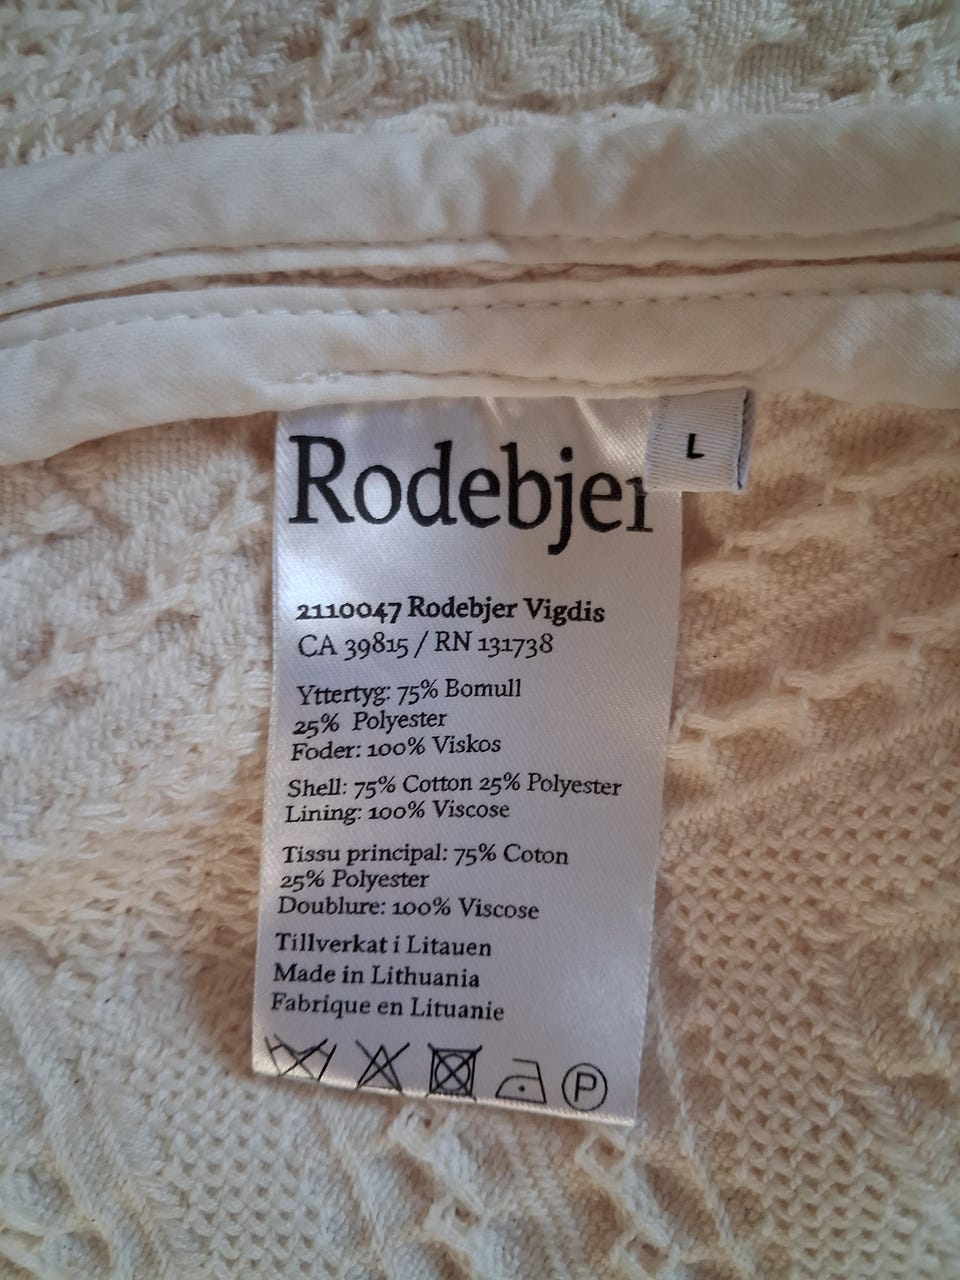 Rodebjer
L
2110047 Rodebjer Vigdis
CA 39815 / RN 131738
Yttertyg: 75% Bomull
25% Polyester
Foder: 100% Viskos
Shell: 75% Cotton 25% Polyester
Lining: 100% Viscose
Tissu principal: 75% Coton
25% Polyester
Doublure: 100% Viscose
Tillverkat i Litauen
Made in Lithuania
Fabrique en Lituanie
P